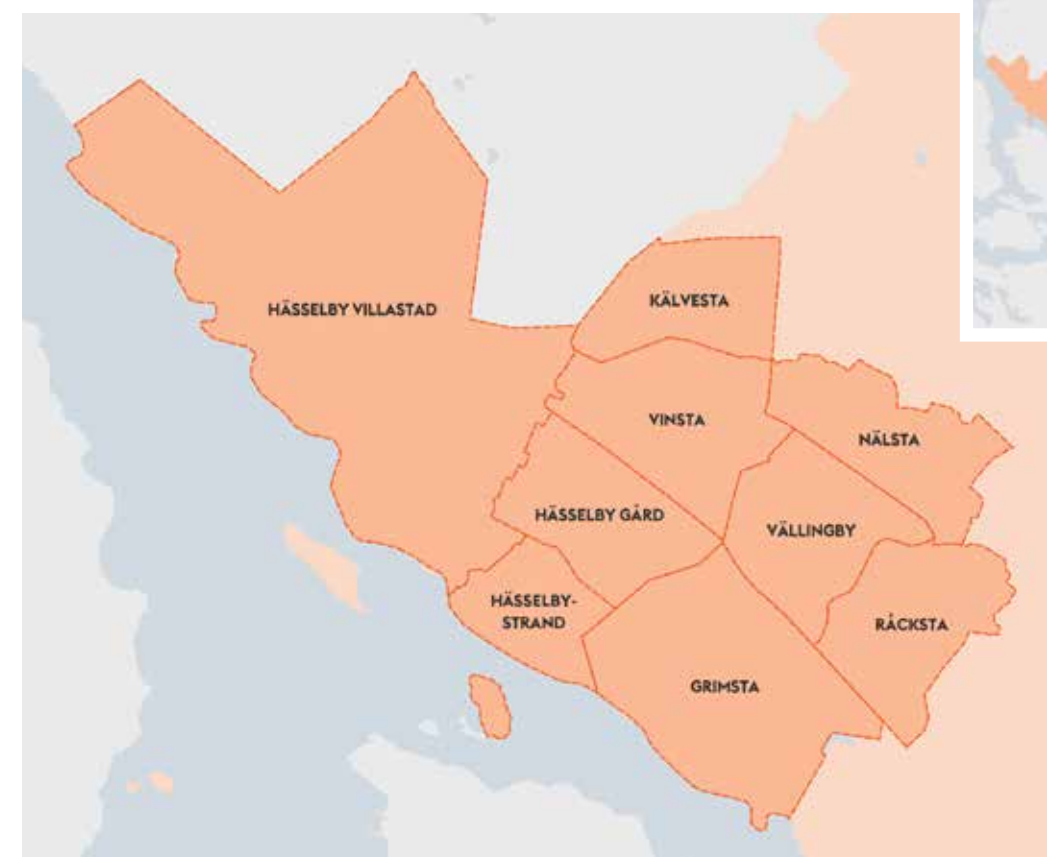 KÄLVESTA
HÄSSELBY VILLASTAD
VINSTA
NÄLSTA
HÄSSELBY GÅRD
VÄLLINGBY
HÄSSELBY-
STRAND
RÅCKSTA
GRIMSTA